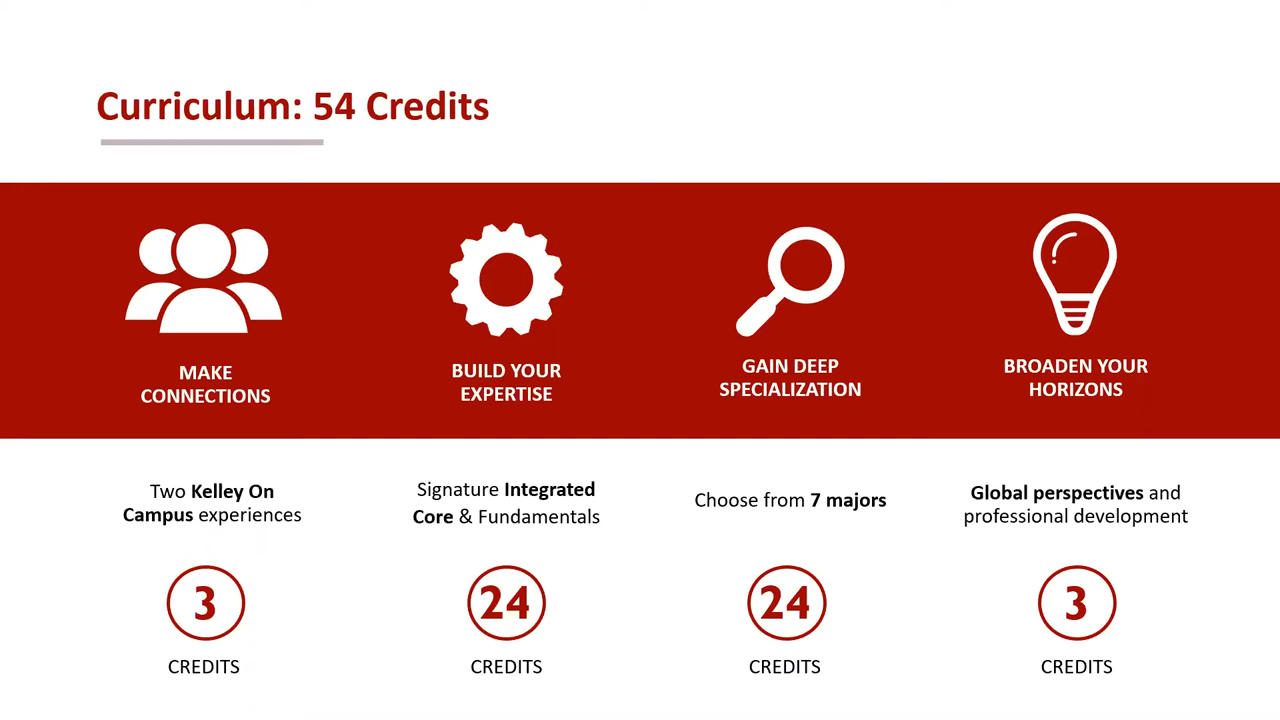 Curriculum: 54 Credits
MAKE
CONNECTIONS
BUILD YOUR
EXPERTISE
GAIN DEEP
SPECIALIZATION
BROADEN YOUR
HORIZONS
Two Kelley On
Campus experiences
Signature Integrated
Core & Fundamentals
Choose from 7 majors
Global perspectives and
professional development
3
CREDITS
24
CREDITS
24
CREDITS
3
CREDITS